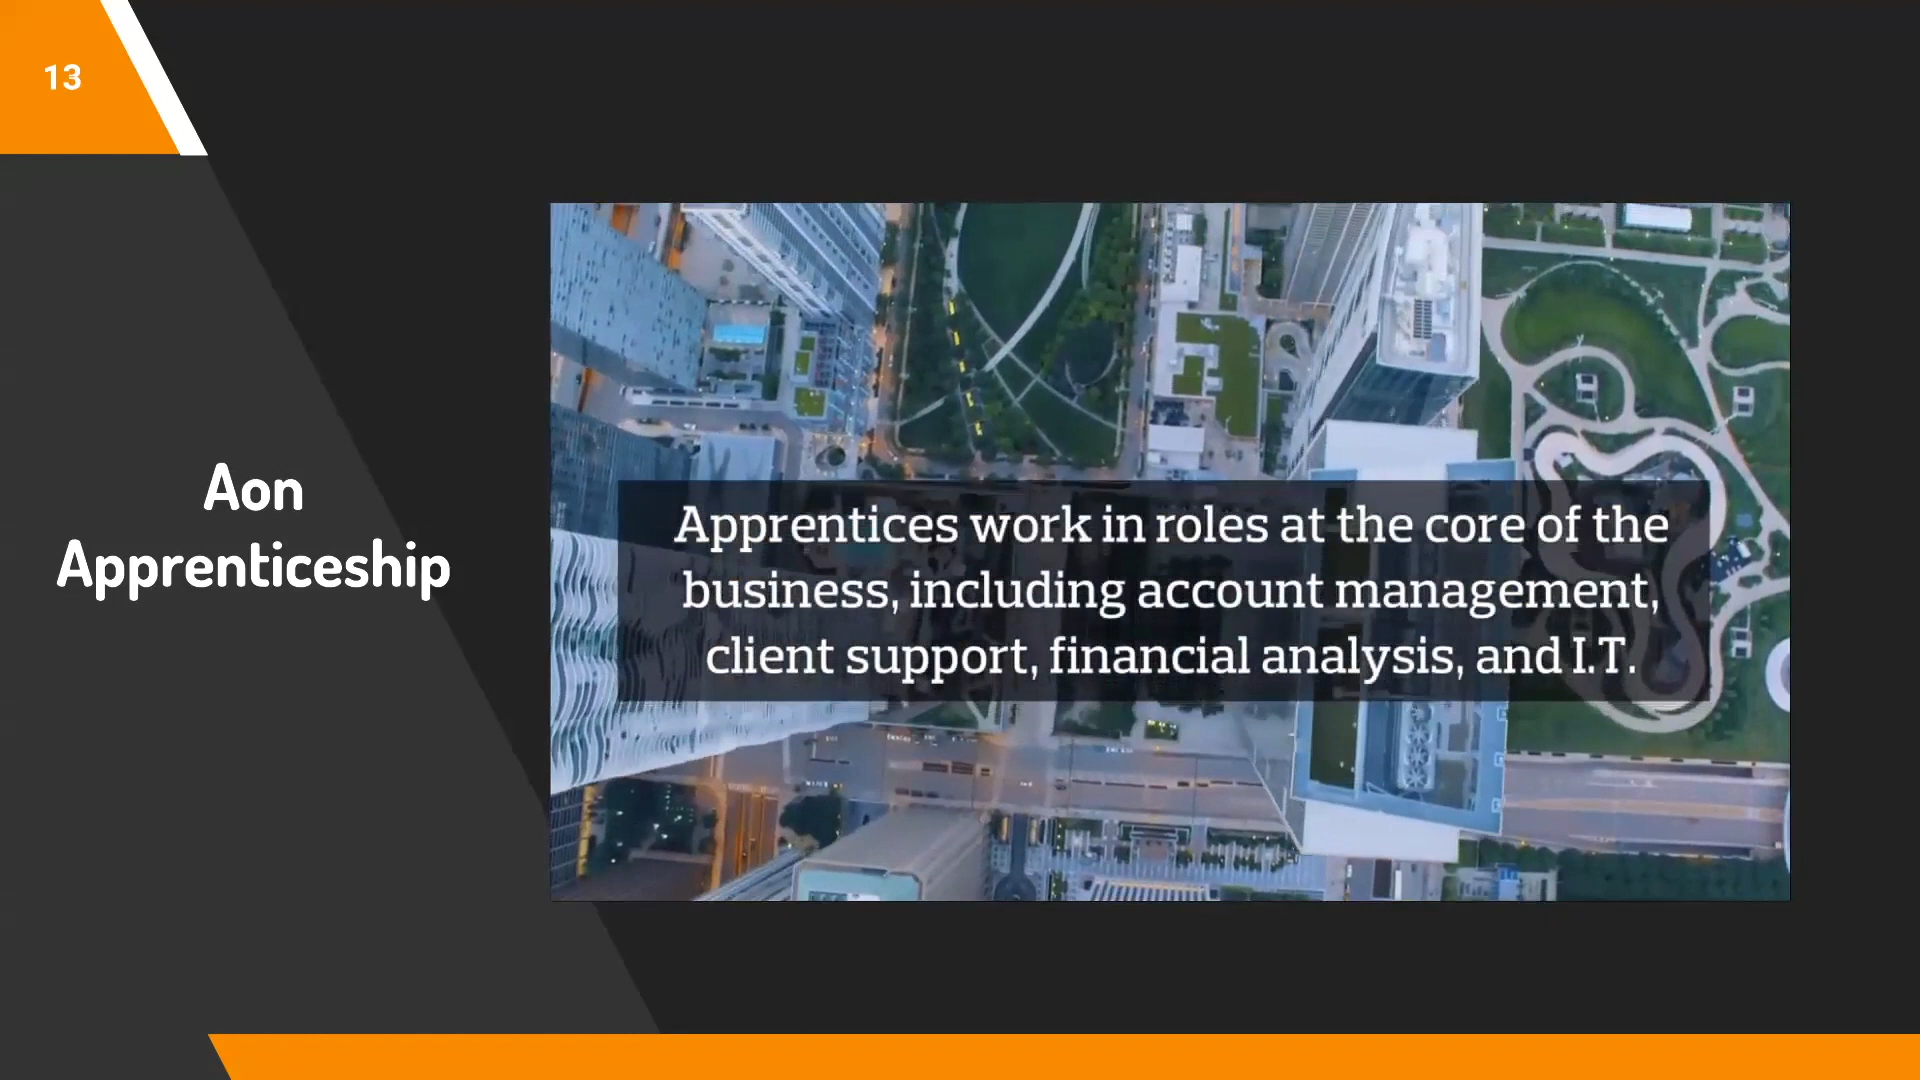 13
Aon
Apprenticeship
Apprentices work in roles at the core of the
business, including account management,
client support, financial analysis, and I.T.